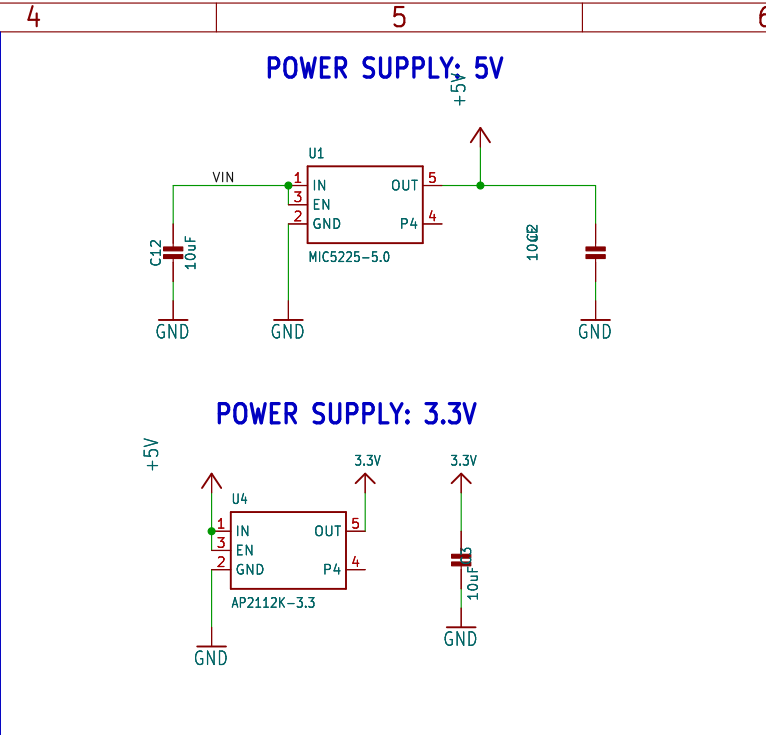 4 5 6
POWER SUPPLY: 5V
+5V
U1
VIN
1 IN OUT 5
3 EN
2 GND P4 4
C12 10uF
MIC5225-5.0
GND GND GND
POWER SUPPLY: 3.3V
+5V
3.3V 3.3V
U4
1 IN OUT 5
3 EN
2 GND P4 4
10uF
AP2112K-3.3
GND
GND